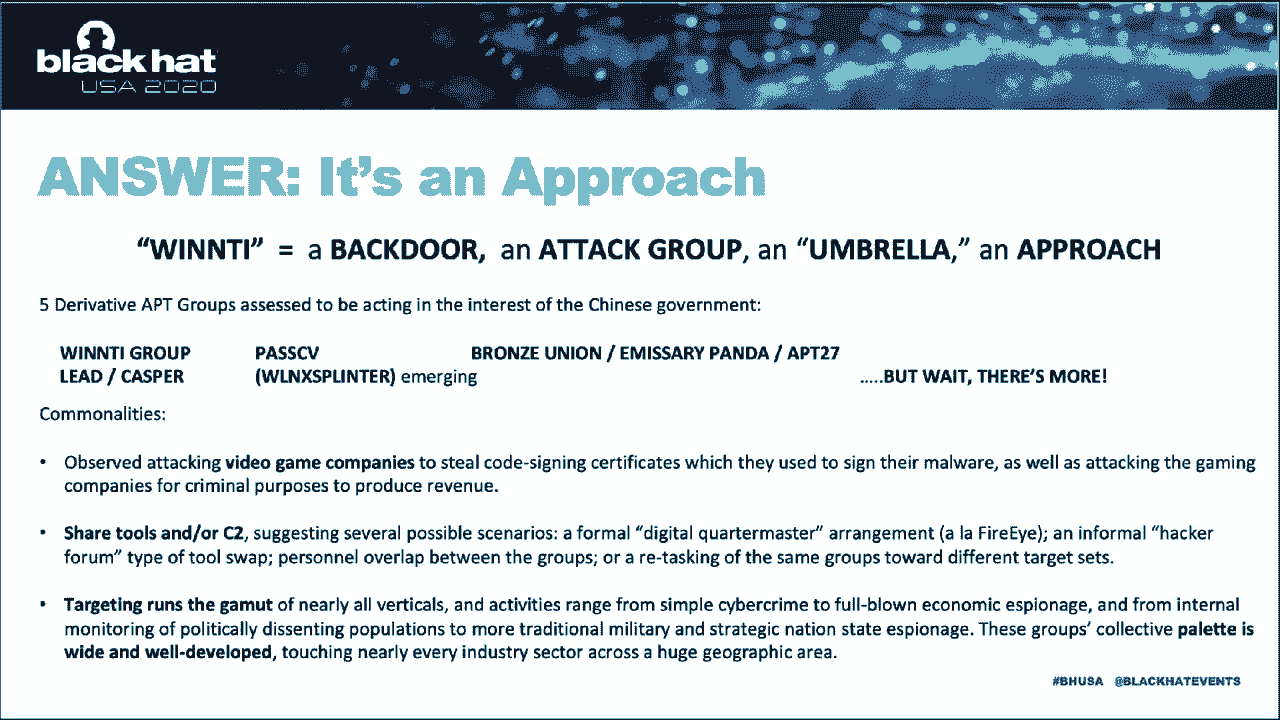 black hat
USA 2020
ANSWER: It’s an Approach
“WINNTI” = a BACKDOOR, an ATTACK GROUP, an “UMBRELLA,” an APPROACH
5 Derivative APT Groups assessed to be acting in the interest of the Chinese government:
WINNTI GROUP PASSCV BRONZE UNION / EMISSARY PANDA / APT27
LEAD / CASPER (WLNXSPLINTER) emerging …..BUT WAIT, THERE’S MORE!
Commonalities:
• Observed attacking video game companies to steal code-signing certificates which they used to sign their malware, as well as attacking the gaming
companies for criminal purposes to produce revenue.
• Share tools and/or C2, suggesting several possible scenarios: a formal “digital quartermaster” arrangement (a la FireEye); an informal “hacker
forum” type of tool swap; personnel overlap between the groups; or a re-tasking of the same groups toward different target sets.
• Targeting runs the gamut of nearly all verticals, and activities range from simple cybercrime to full-blown economic espionage, and from internal
monitoring of politically dissenting populations to more traditional military and strategic nation state espionage. These groups’ collective palette is
wide and well-developed, touching nearly every industry sector across a huge geographic area.
#BHUSA @BLACKHATEVENTS